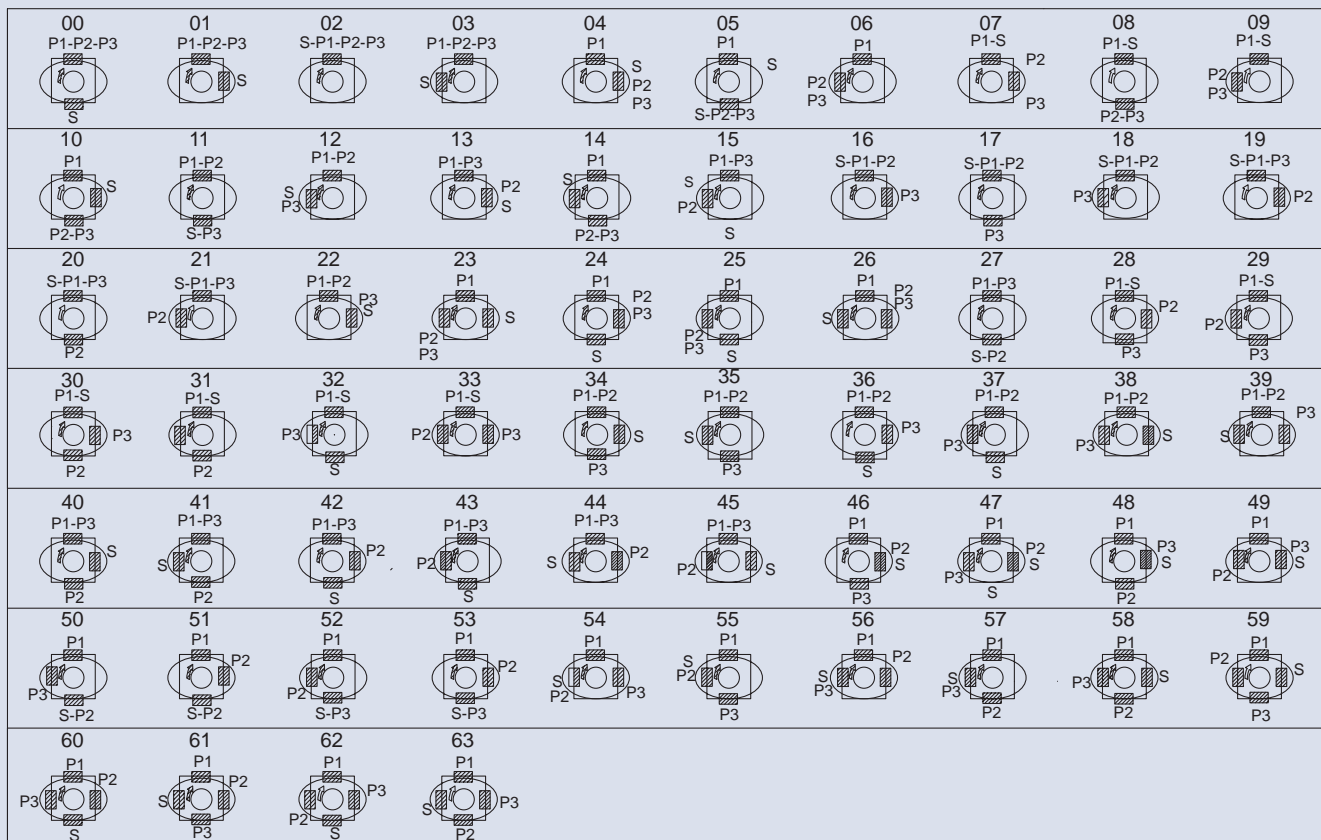 00 01 02 03 04 05 06 07 08 09
P1-P2-P3 P1-P2-P3 S-P1-P2-P3 P1-P2-P3 P1 P1 P1 P1-S P1-S P1-S
S S P2 P2 P2
S S P2 P3 P3 P3 P3
S S-P2-P3 P2-P3
10 11 12 13 14 15 16 17 18 19
P1 P1-P2 P1-P2 P1-P3 P1 P1-P3 S-P1-P2 S-P1-P2 S-P1-P2 S-P1-P3
S S P2 S S
P3 S P2 P3 P3 P2
P2-P3 S-P3 P2-P3 S P3
20 21 22 23 24 25 26 27 28 29
S-P1-P3 S-P1-P3 P1-P2 P1 P1 P1 P1 P1-P3 P1-S P1-S
P3 P2 P2
P2 S S P3 S P3 P2 P2
P2 P2 P2
P2 P3 S P3 S S-P2 P3 P3
30 31 32 33 34 35 36 37 38 39
P1-S P1-S P1-S P1-S P1-P2 P1-P2 P1-P2 P1-P2 P1-P2 P1-P2
P3
P3 P3 P2 P3 S S P3 P3 P3 S S
P2 P2 S P3 P3 S S
40 41 42 43 44 45 46 47 48 49
P1-P3 P1-P3 P1-P3 P1-P3 P1-P3 P1-P3 P1 P1 P1 P1
S S P2 P2 S P2 P2 S P2 S P3 P2 S P3 S P2 P3 S
P2 P2 S S P3 S P2
50 51 52 53 54 55 56 57 58 59
P1 P1 P1 P1 P1 P1 P1 P1 P1 P1
P2 P2 S P2 P2 S
P3 P2 S P2 P3 P2 S P3 S P3 P3 S
S-P2 S-P2 S-P3 S-P3 P3 P2 P2 P3
60 61 62 63
P1 P1 P1 P1
P2 P2 P3
P3 S P2 S P3
S P3 S P2